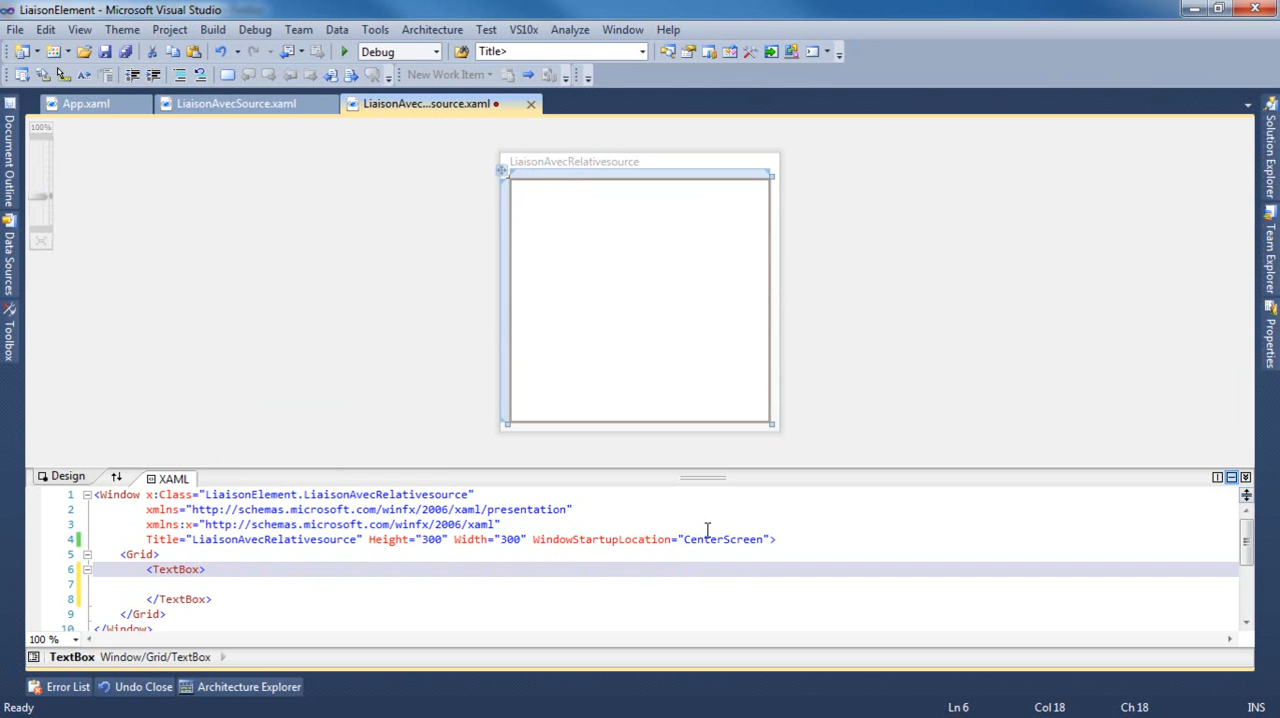 LiaisonElement - Microsoft Visual Studio
File Edit View Theme Project Build Debug Team Data Tools Architecture Test VS10x Analyze Window Help
Debug Title>
New Work Item
App.xaml LiaisonAvecSource.xaml LiaisonAvec...source.xaml
Document Outline
Data Sources
Toolbox
100%
LiaisonAvecRelativesource
Solution Explorer
Team Explorer
Properties
Design XAML
1 <Window x:Class="LiaisonElement.LiaisonAvecRelativesource"
2 xmlns="http://schemas.microsoft.com/winfx/2006/xaml/presentation"
3 xmlns:x="http://schemas.microsoft.com/winfx/2006/xaml"
4 Title="LiaisonAvecRelativesource" Height="300" Width="300" WindowStartupLocation="CenterScreen">
5 <Grid>
6 <TextBox>
7
8 </TextBox>
9 </Grid>
10 </Window>
100 %
TextBox Window/Grid/TextBox
Error List Undo Close Architecture Explorer
Ready Ln 6 Col 18 Ch 18 INS